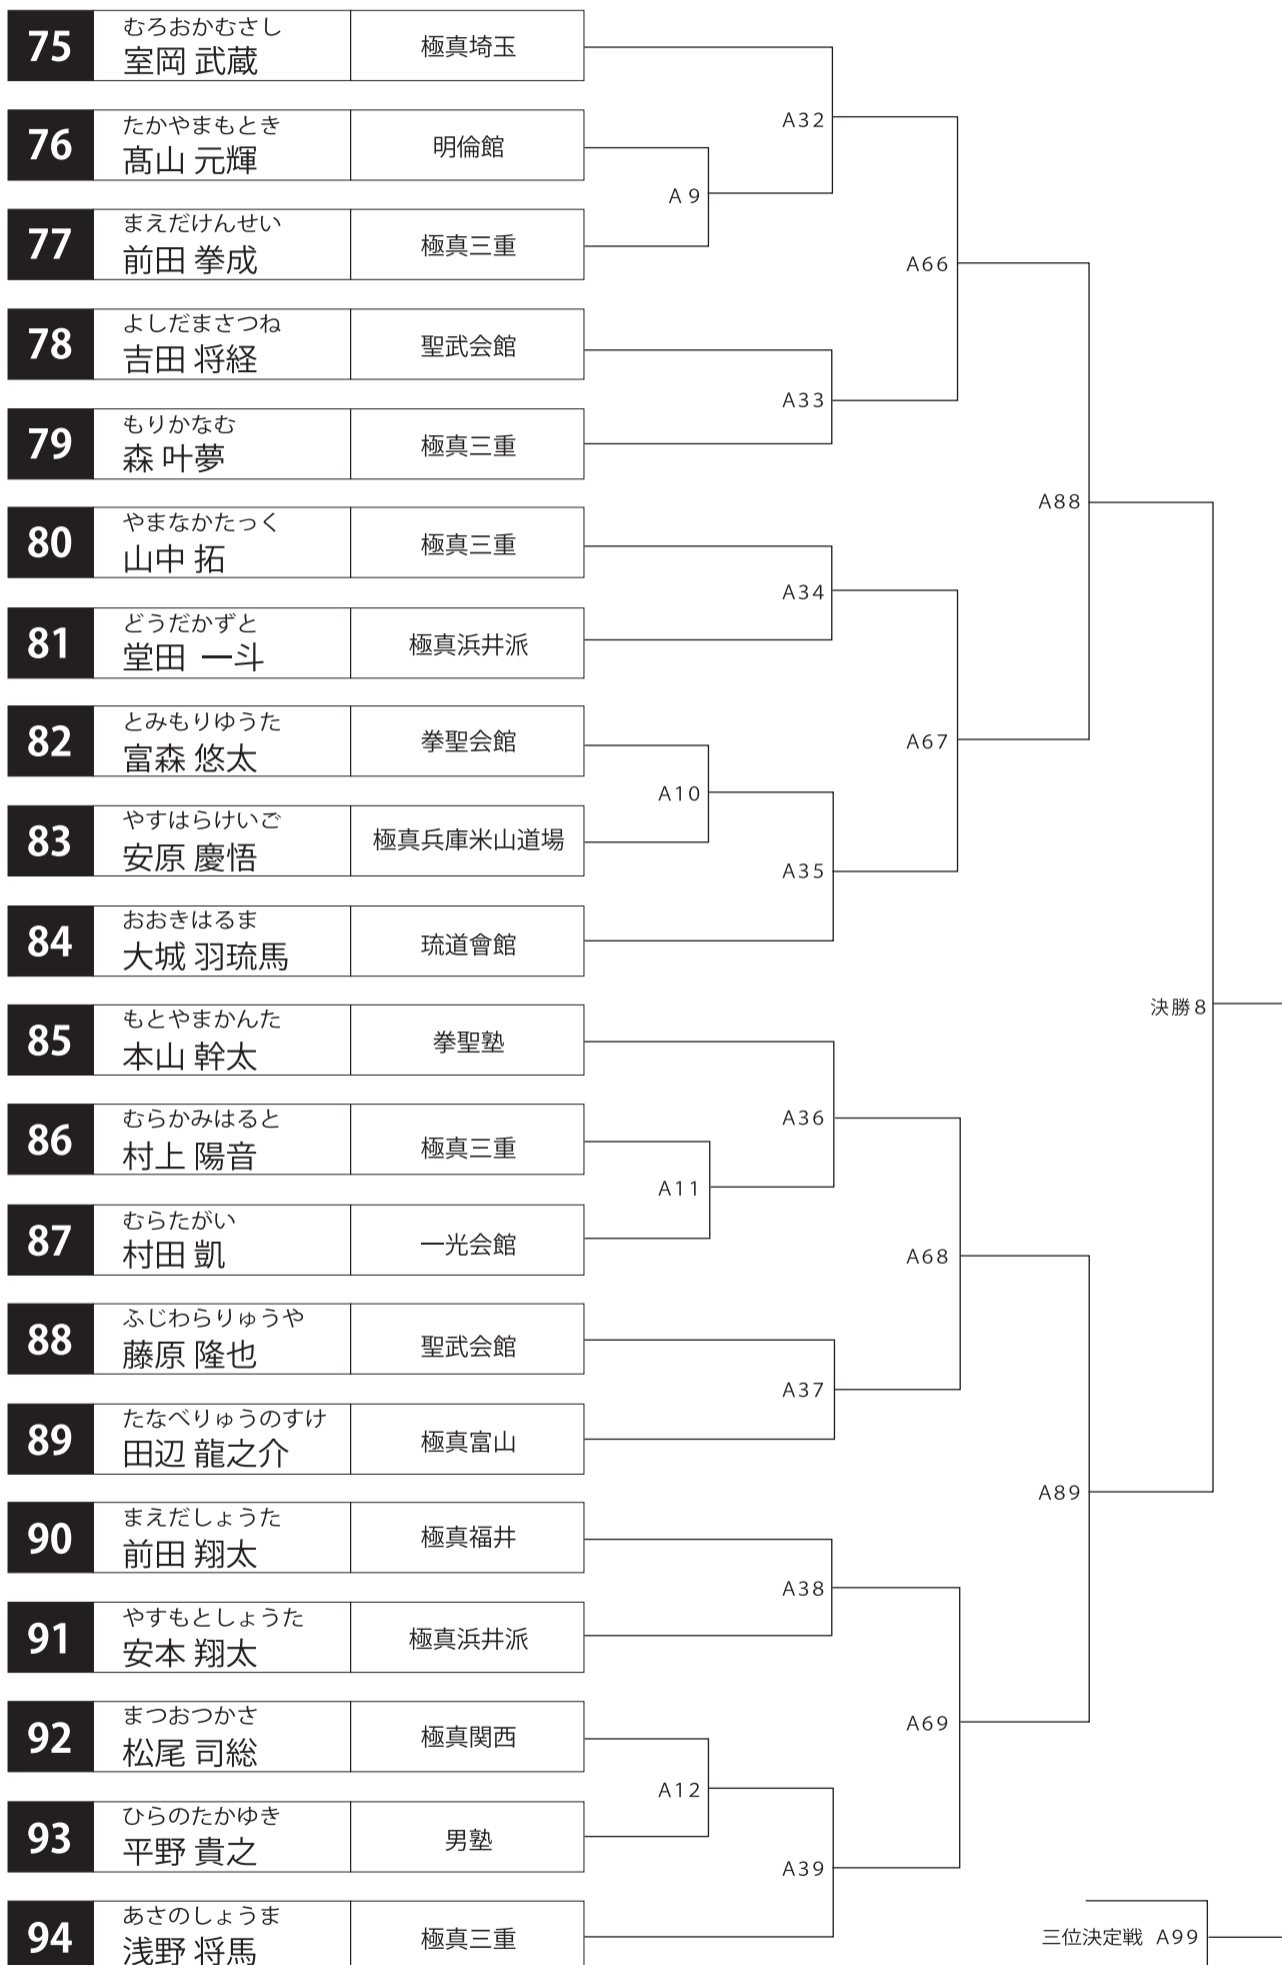 75
むろおかむさし
室岡 武蔵
極真埼玉
76
たかやまもとき
髙山 元輝
明倫館
77
まえだけんせい
前田 拳成
極真三重
78
よしだまさつね
吉田 将経
聖武会館
79
もりかなむ
森 叶夢
極真三重
80
やまなかたっく
山中 拓
極真三重
81
どうだかずと
堂田 一斗
極真浜井派
82
とみもりゆうた
富森 悠太
拳聖会館
83
やすはらけいご
安原 慶悟
極真兵庫米山道場
84
おおきはるま
大城 羽琉馬
琉道會館
85
もとやまかんた
本山 幹太
拳聖塾
86
むらかみはると
村上 陽音
極真三重
87
むらたがい
村田 凱
一光会館
88
ふじわらりゅうや
藤原 隆也
聖武会館
89
たなべりゅうのすけ
田辺 龍之介
極真富山
90
まえだしょうた
前田 翔太
極真福井
91
やすもとしょうた
安本 翔太
極真浜井派
92
まつおつかさ
松尾 司総
極真関西
93
ひらのたかゆき
平野 貴之
男塾
94
あさのしょうま
浅野 将馬
極真三重
A9
A10
A11
A12
A32
A33
A34
A35
A36
A37
A38
A39
A66
A67
A68
A69
A88
A89
決勝8
三位決定戦 A99